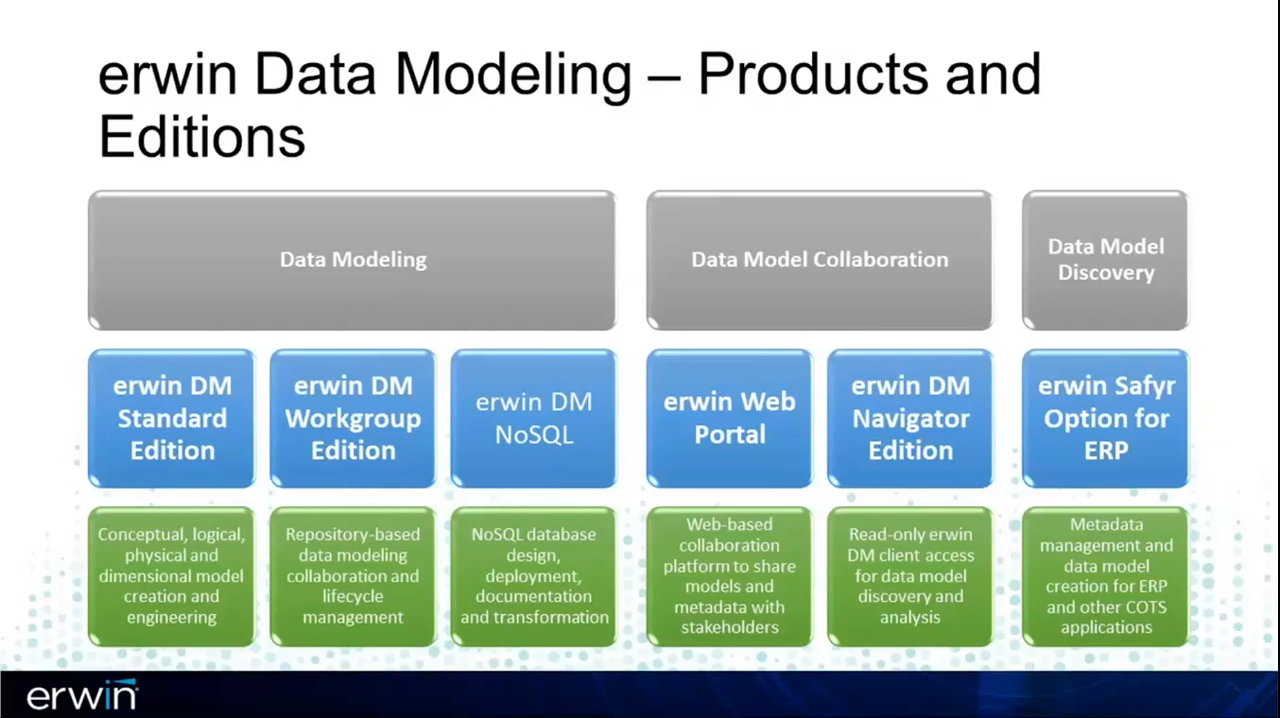 erwin Data Modeling – Products and
Editions
Data Modeling
Data Model Collaboration
Data Model
Discovery
erwin DM
Standard
Edition
erwin DM
Workgroup
Edition
erwin DM
NoSQL
erwin Web
Portal
erwin DM
Navigator
Edition
erwin Safyr
Option for
ERP
Conceptual, logical,
physical and
dimensional model
creation and
engineering
Repository-based
data modeling
collaboration and
lifecycle
management
NoSQL database
design,
deployment,
documentation
and transformation
Web-based
collaboration
platform to share
models and
metadata with
stakeholders
Read-only erwin
DM client access
for data model
discovery and
analysis
Metadata
management and
data model
creation for ERP
and other COTS
applications
erwin